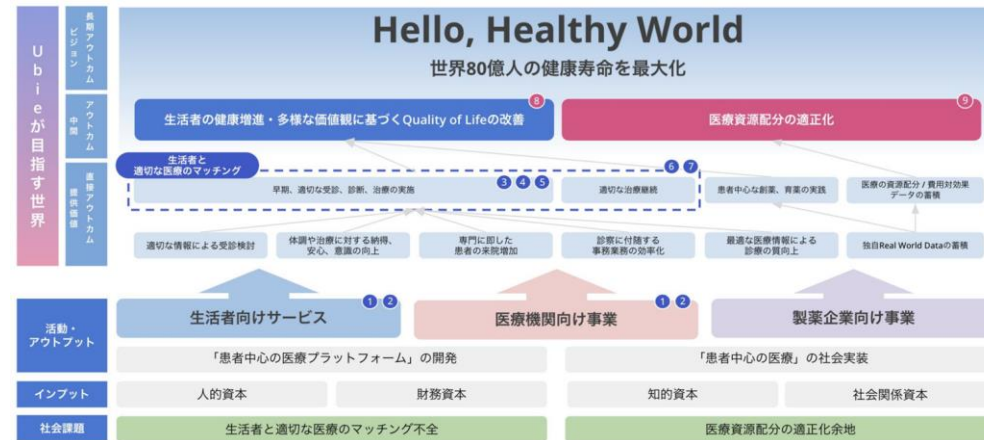 Ubieが目指す世界
長期アウトカム
ビジョン
Hello, Healthy World
世界80億人の健康寿命を最大化
中間
アウトカム
生活者の健康増進・多様な価値観に基づくQuality of Lifeの改善
8
医療資源配分の適正化
9
直接アウトカム
提供価値
生活者と
適切な医療のマッチング
早期、適切な受診、診断、治療の実施
3 4 5
適切な治療継続
6 7
患者中心な創薬、育薬の実践
医療の資源配分 / 費用対効果
データの蓄積
適切な情報による受診検討
体調や治療に対する納得、
安心、意識の向上
専門に即した
患者の来院増加
診察に付随する
事務業務の効率化
最適な医療情報による
診療の質向上
独自Real World Dataの蓄積
活動・
アウトプット
生活者向けサービス
1 2
医療機関向け事業
1 2
製薬企業向け事業
「患者中心の医療プラットフォーム」の開発
「患者中心の医療」の社会実装
インプット
人的資本
財務資本
知的資本
社会関係資本
社会課題
生活者と適切な医療のマッチング不全
医療資源配分の適正化余地